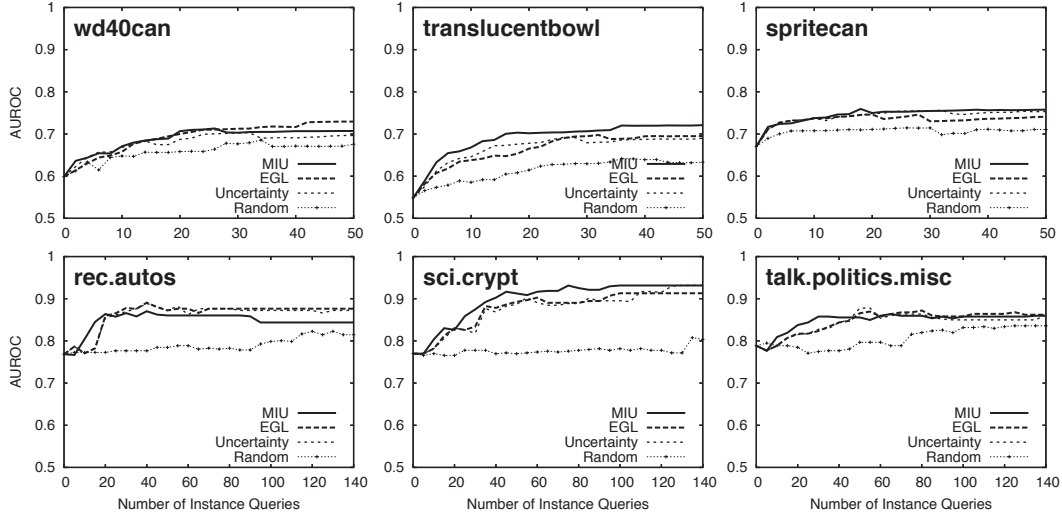 wd40can
AUROC
1
0.9
0.8
0.7
0.6
0.5
0 10 20 30 40 50
MIU
EGL
Uncertainty
Random
translucentbowl
1
0.9
0.8
0.7
0.6
0.5
0 10 20 30 40 50
MIU
EGL
Uncertainty
Random
spritecan
1
0.9
0.8
0.7
0.6
0.5
0 10 20 30 40 50
MIU
EGL
Uncertainty
Random
rec.autos
AUROC
1
0.9
0.8
0.7
0.6
0.5
0 20 40 60 80 100 120 140
Number of Instance Queries
MIU
EGL
Uncertainty
Random
sci.crypt
1
0.9
0.8
0.7
0.6
0.5
0 20 40 60 80 100 120 140
Number of Instance Queries
MIU
EGL
Uncertainty
Random
talk.politics.misc
1
0.9
0.8
0.7
0.6
0.5
0 20 40 60 80 100 120 140
Number of Instance Queries
MIU
EGL
Uncertainty
Random